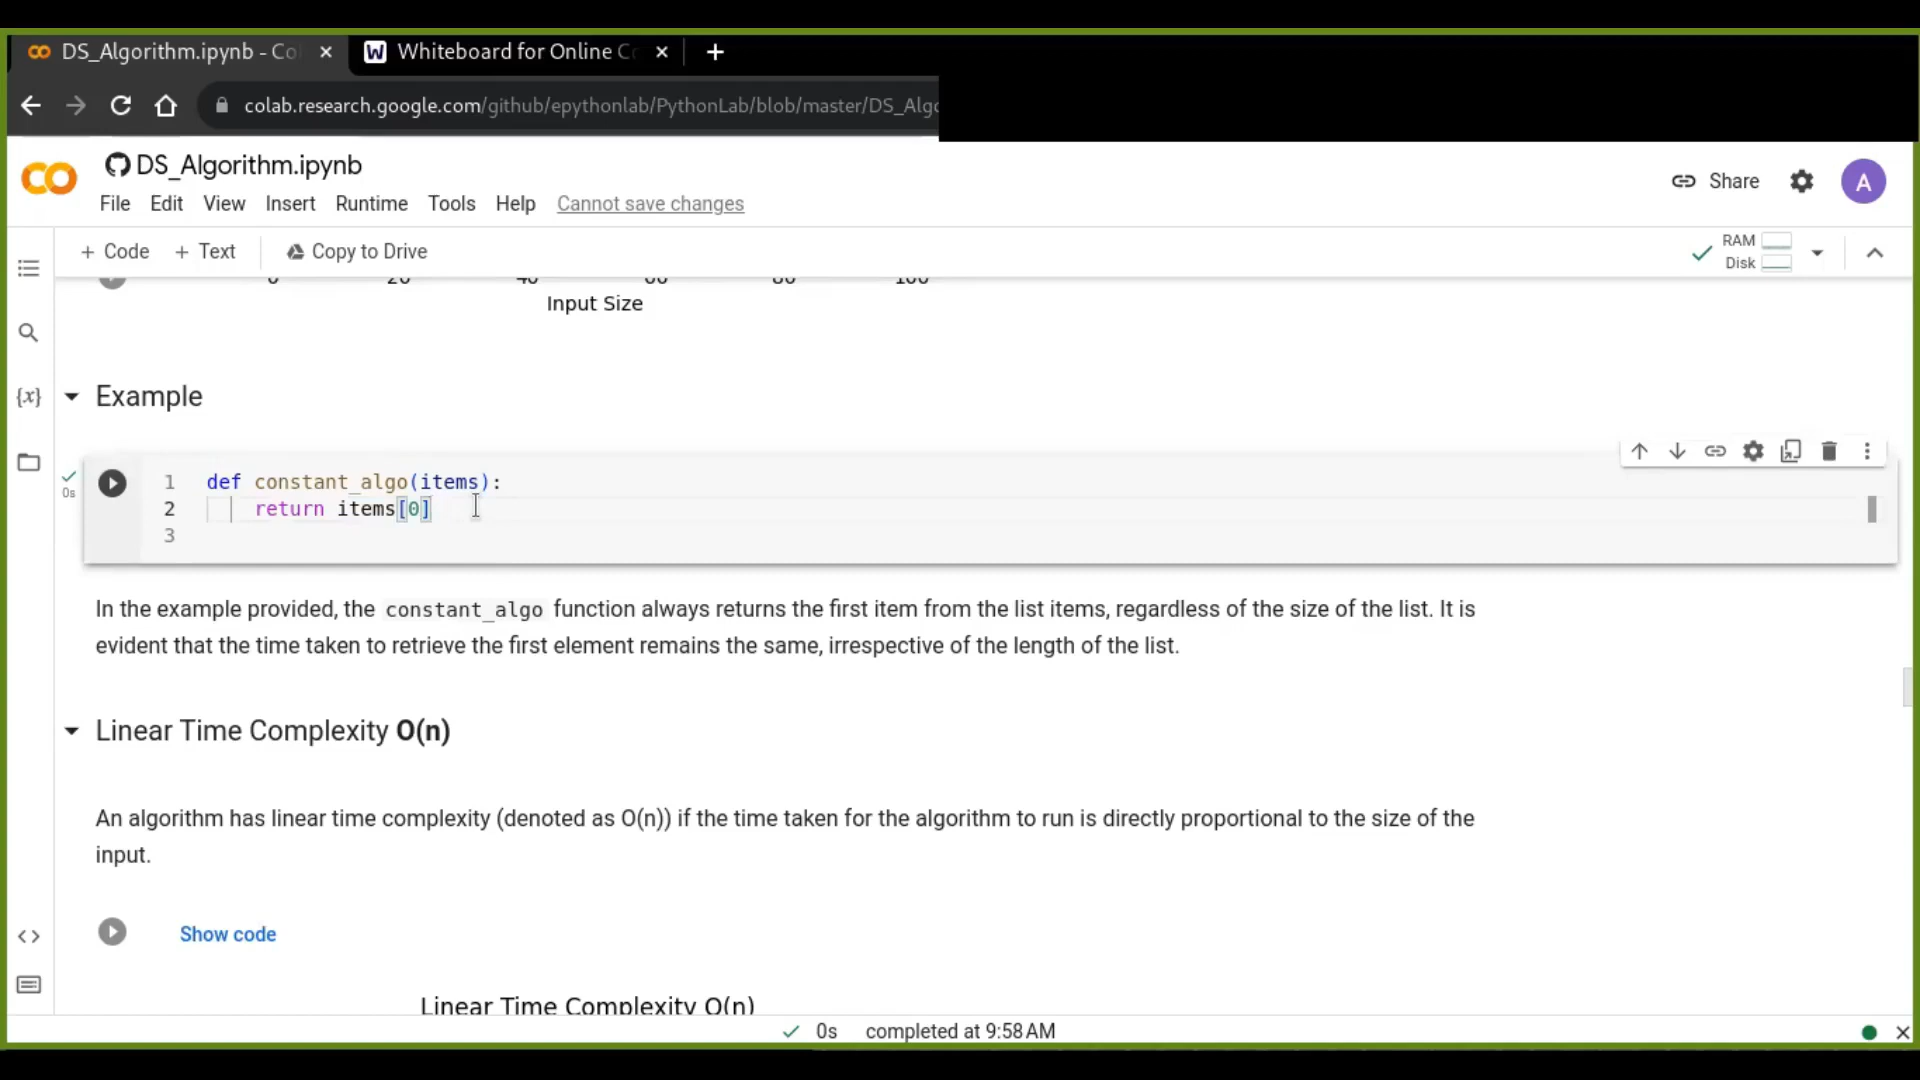 DS_Algorithm.ipynb - Co
Whiteboard for Online C
colab.research.google.com/github/epythonlab/PythonLab/blob/master/DS_Algo
DS_Algorithm.ipynb
File Edit View Insert Runtime Tools Help Cannot save changes
Share
A
+ Code + Text Copy to Drive
RAM
Disk
0 20 40 60 80 100
Input Size
Example
0s
1 def constant_algo(items):
2 return items[0]
3
In the example provided, the constant_algo function always returns the first item from the list items, regardless of the size of the list. It is
evident that the time taken to retrieve the first element remains the same, irrespective of the length of the list.
Linear Time Complexity O(n)
An algorithm has linear time complexity (denoted as O(n)) if the time taken for the algorithm to run is directly proportional to the size of the
input.
Show code
Linear Time Complexity O(n)
0s completed at 9:58 AM